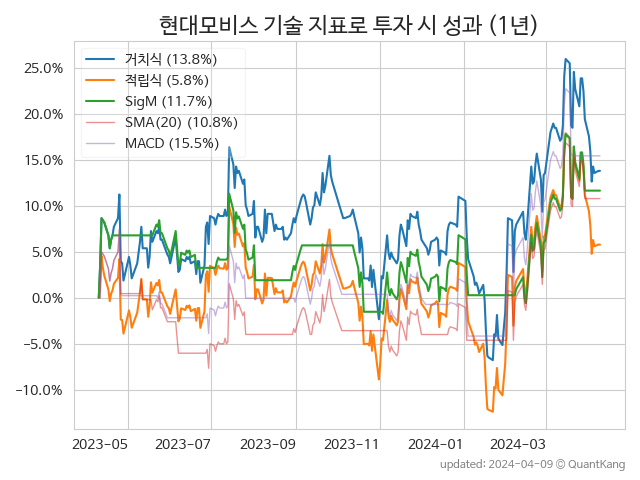 현대모비스 기술 지표로 투자 시 성과 (1년)
거치식 (13.8%)
적립식 (5.8%)
SigM (11.7%)
SMA(20) (10.8%)
MACD (15.5%)
25.0%
20.0%
15.0%
10.0%
5.0%
0.0%
−5.0%
−10.0%
2023-05 2023-07 2023-09 2023-11 2024-01 2024-03
updated: 2024-04-09 © QuantKang